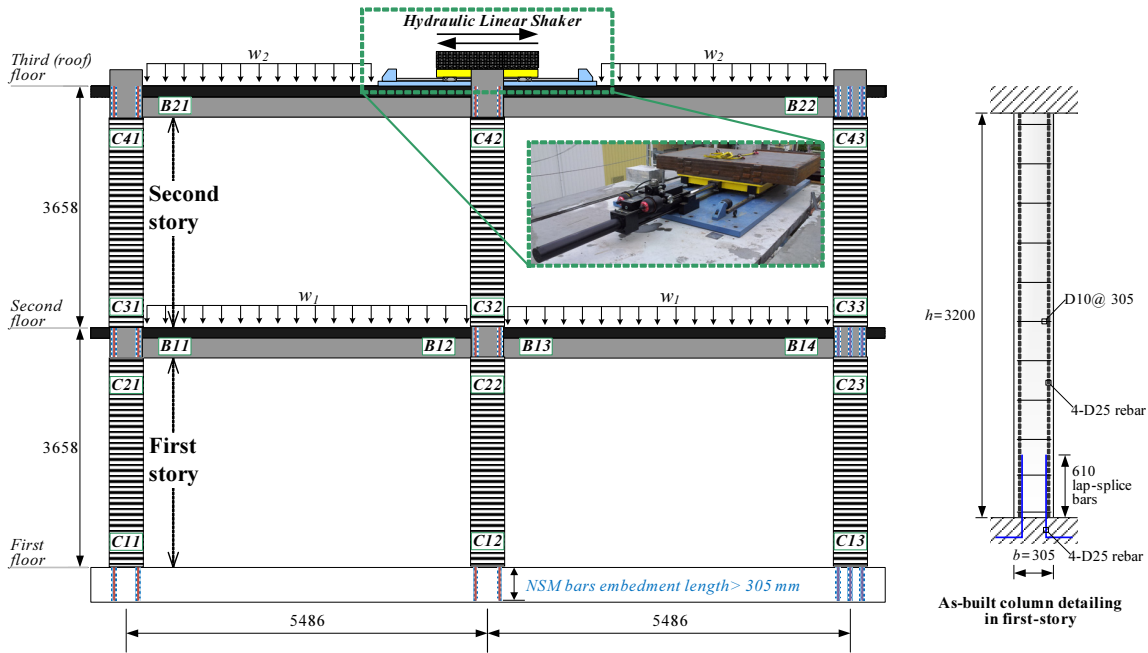 Hydraulic Linear Shaker
Third (roof)
floor
w2
w2
B21
B22
C41
C42
C43
3658
Second
story
Second
floor
C31
C32
C33
w1
w1
B11
B12
B13
B14
C21
C22
C23
3658
First
story
First
floor
C11
C12
C13
NSM bars embedment length> 305 mm
5486
5486
h=3200
D10@ 305
4-D25 rebar
610
lap-splice
bars
4-D25 rebar
b=305
As-built column detailing
in first-story